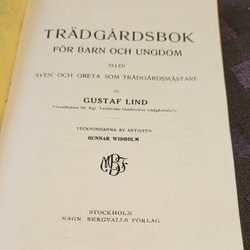 TRÄDGÅRDSBOK
FÖR BARN OCH UNGDOM
ELLER
SVEN OCH GRETA SOM TRÄDGÅRDSMÄSTARE
AV
GUSTAF LIND
TECKNINGARNA AV ARTISTEN
GUNNAR WIDHOLM
STOCKHOLM
MAGN. BERGVALLS FÖRLAG